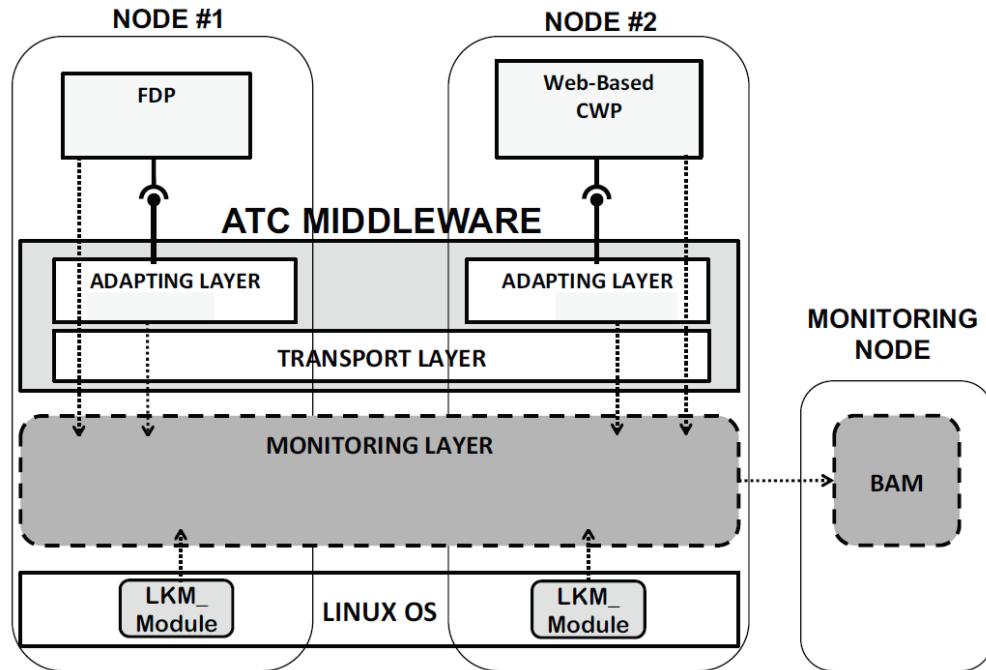 NODE #1
NODE #2
FDP
Web-Based
CWP
ATC MIDDLEWARE
ADAPTING LAYER
ADAPTING LAYER
TRANSPORT LAYER
MONITORING
NODE
MONITORING LAYER
BAM
LKM_
Module
LINUX OS
LKM_
Module